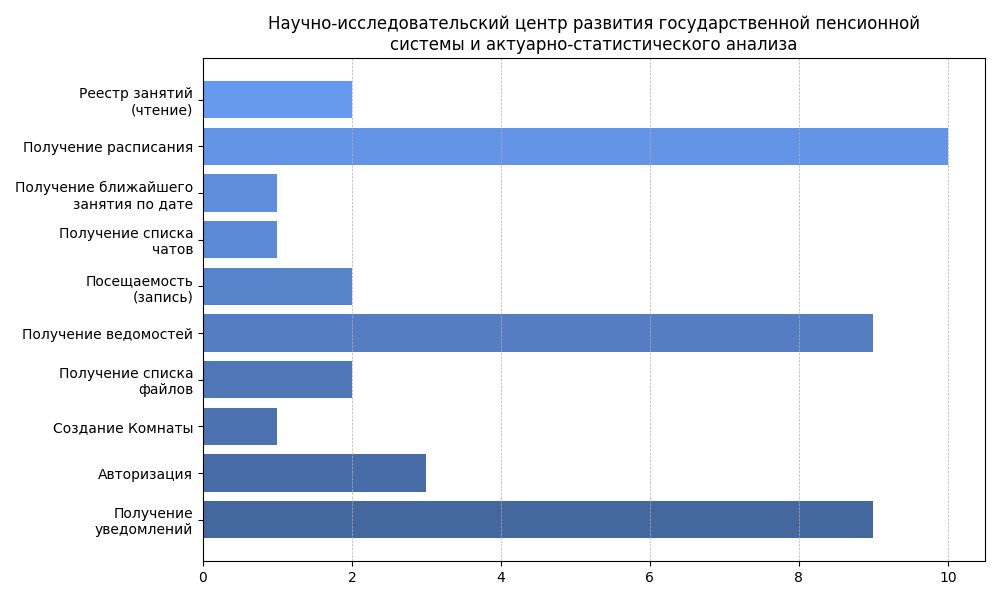 Научно-исследовательский центр развития государственной пенсионной
системы и актуарно-статистического анализа
Реестр занятий
(чтение)
Получение расписания
Получение ближайшего
занятия по дате
Получение списка
чатов
Посещаемость
(запись)
Получение ведомостей
Получение списка
файлов
Создание Комнаты
Авторизация
Получение
уведомлений
0 2 4 6 8 10